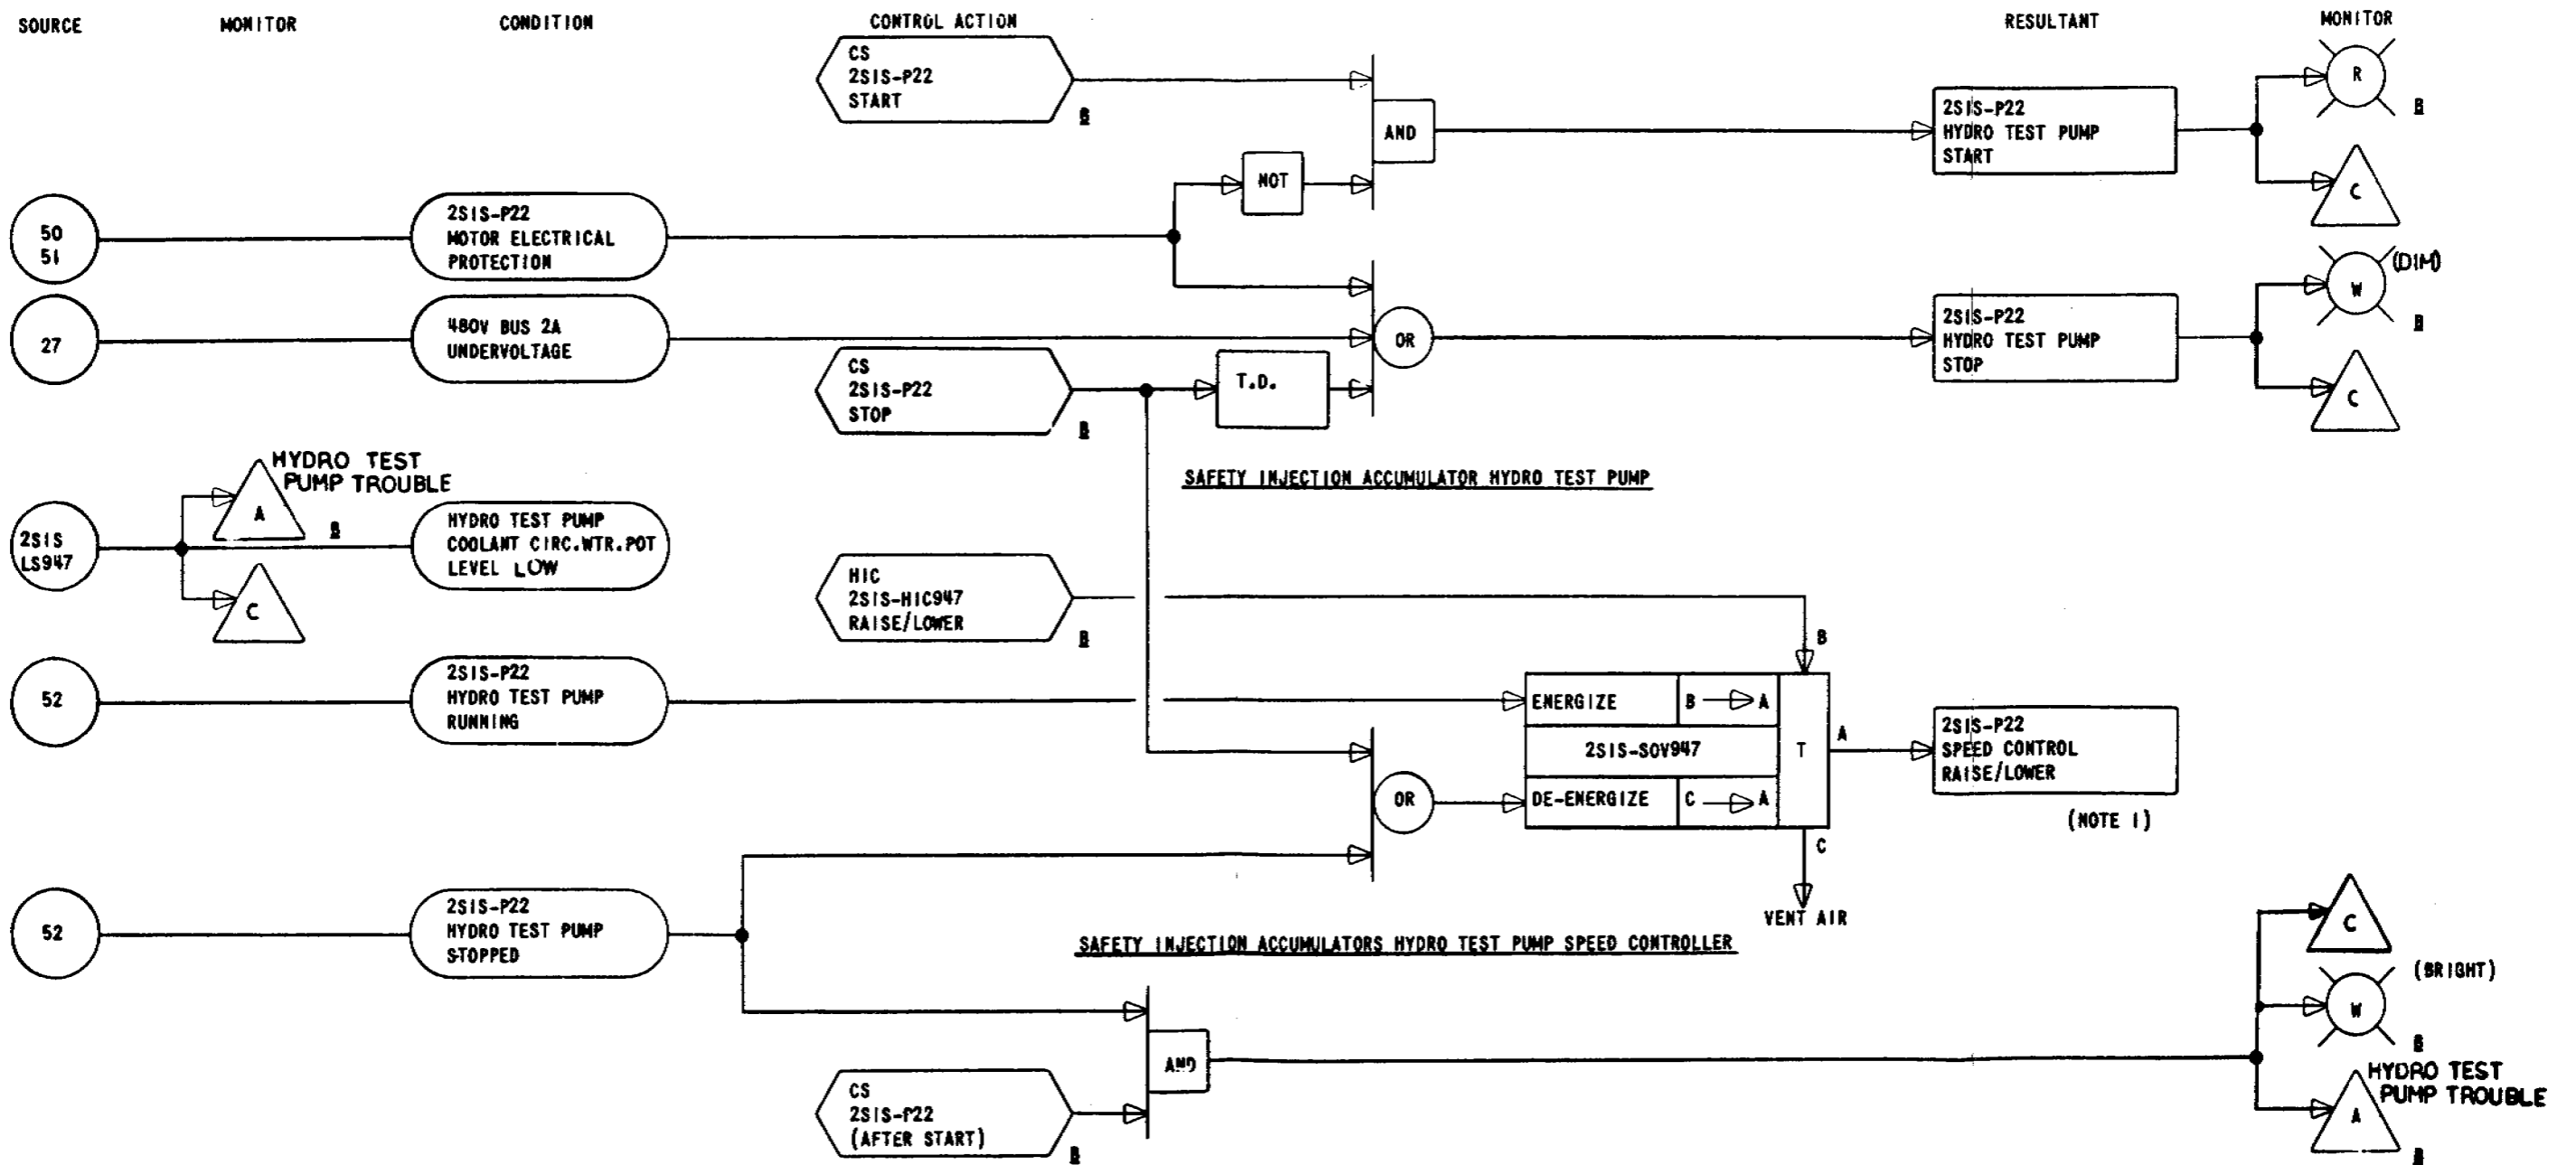 SOURCE
MONITOR
CONDITION
CONTROL ACTION
RESULTANT
MONITOR
CS
2SIS-P22
START
B
AND
2SIS-P22
HYDRO TEST PUMP
START
R
B
C
NOT
50
51
2SIS-P22
MOTOR ELECTRICAL
PROTECTION
27
480V BUS 2A
UNDERVOLTAGE
CS
2SIS-P22
STOP
B
T.D.
OR
2SIS-P22
HYDRO TEST PUMP
STOP
W
(DIM)
B
C
SAFETY INJECTION ACCUMULATOR HYDRO TEST PUMP
HYDRO TEST
PUMP TROUBLE
A
B
2SIS
LS947
HYDRO TEST PUMP
COOLANT CIRC.WTR.POT
LEVEL LOW
C
HIC
2SIS-HIC947
RAISE/LOWER
B
B
52
2SIS-P22
HYDRO TEST PUMP
RUNNING
ENERGIZE
B
A
2SIS-SOV947
T
A
DE-ENERGIZE
C
A
C
VENT AIR
OR
2SIS-P22
SPEED CONTROL
RAISE/LOWER
(NOTE 1)
52
2SIS-P22
HYDRO TEST PUMP
STOPPED
SAFETY INJECTION ACCUMULATORS HYDRO TEST PUMP SPEED CONTROLLER
CS
2SIS-P22
(AFTER START)
B
AND
C
(BRIGHT)
W
B
HYDRO TEST
PUMP TROUBLE
A
B